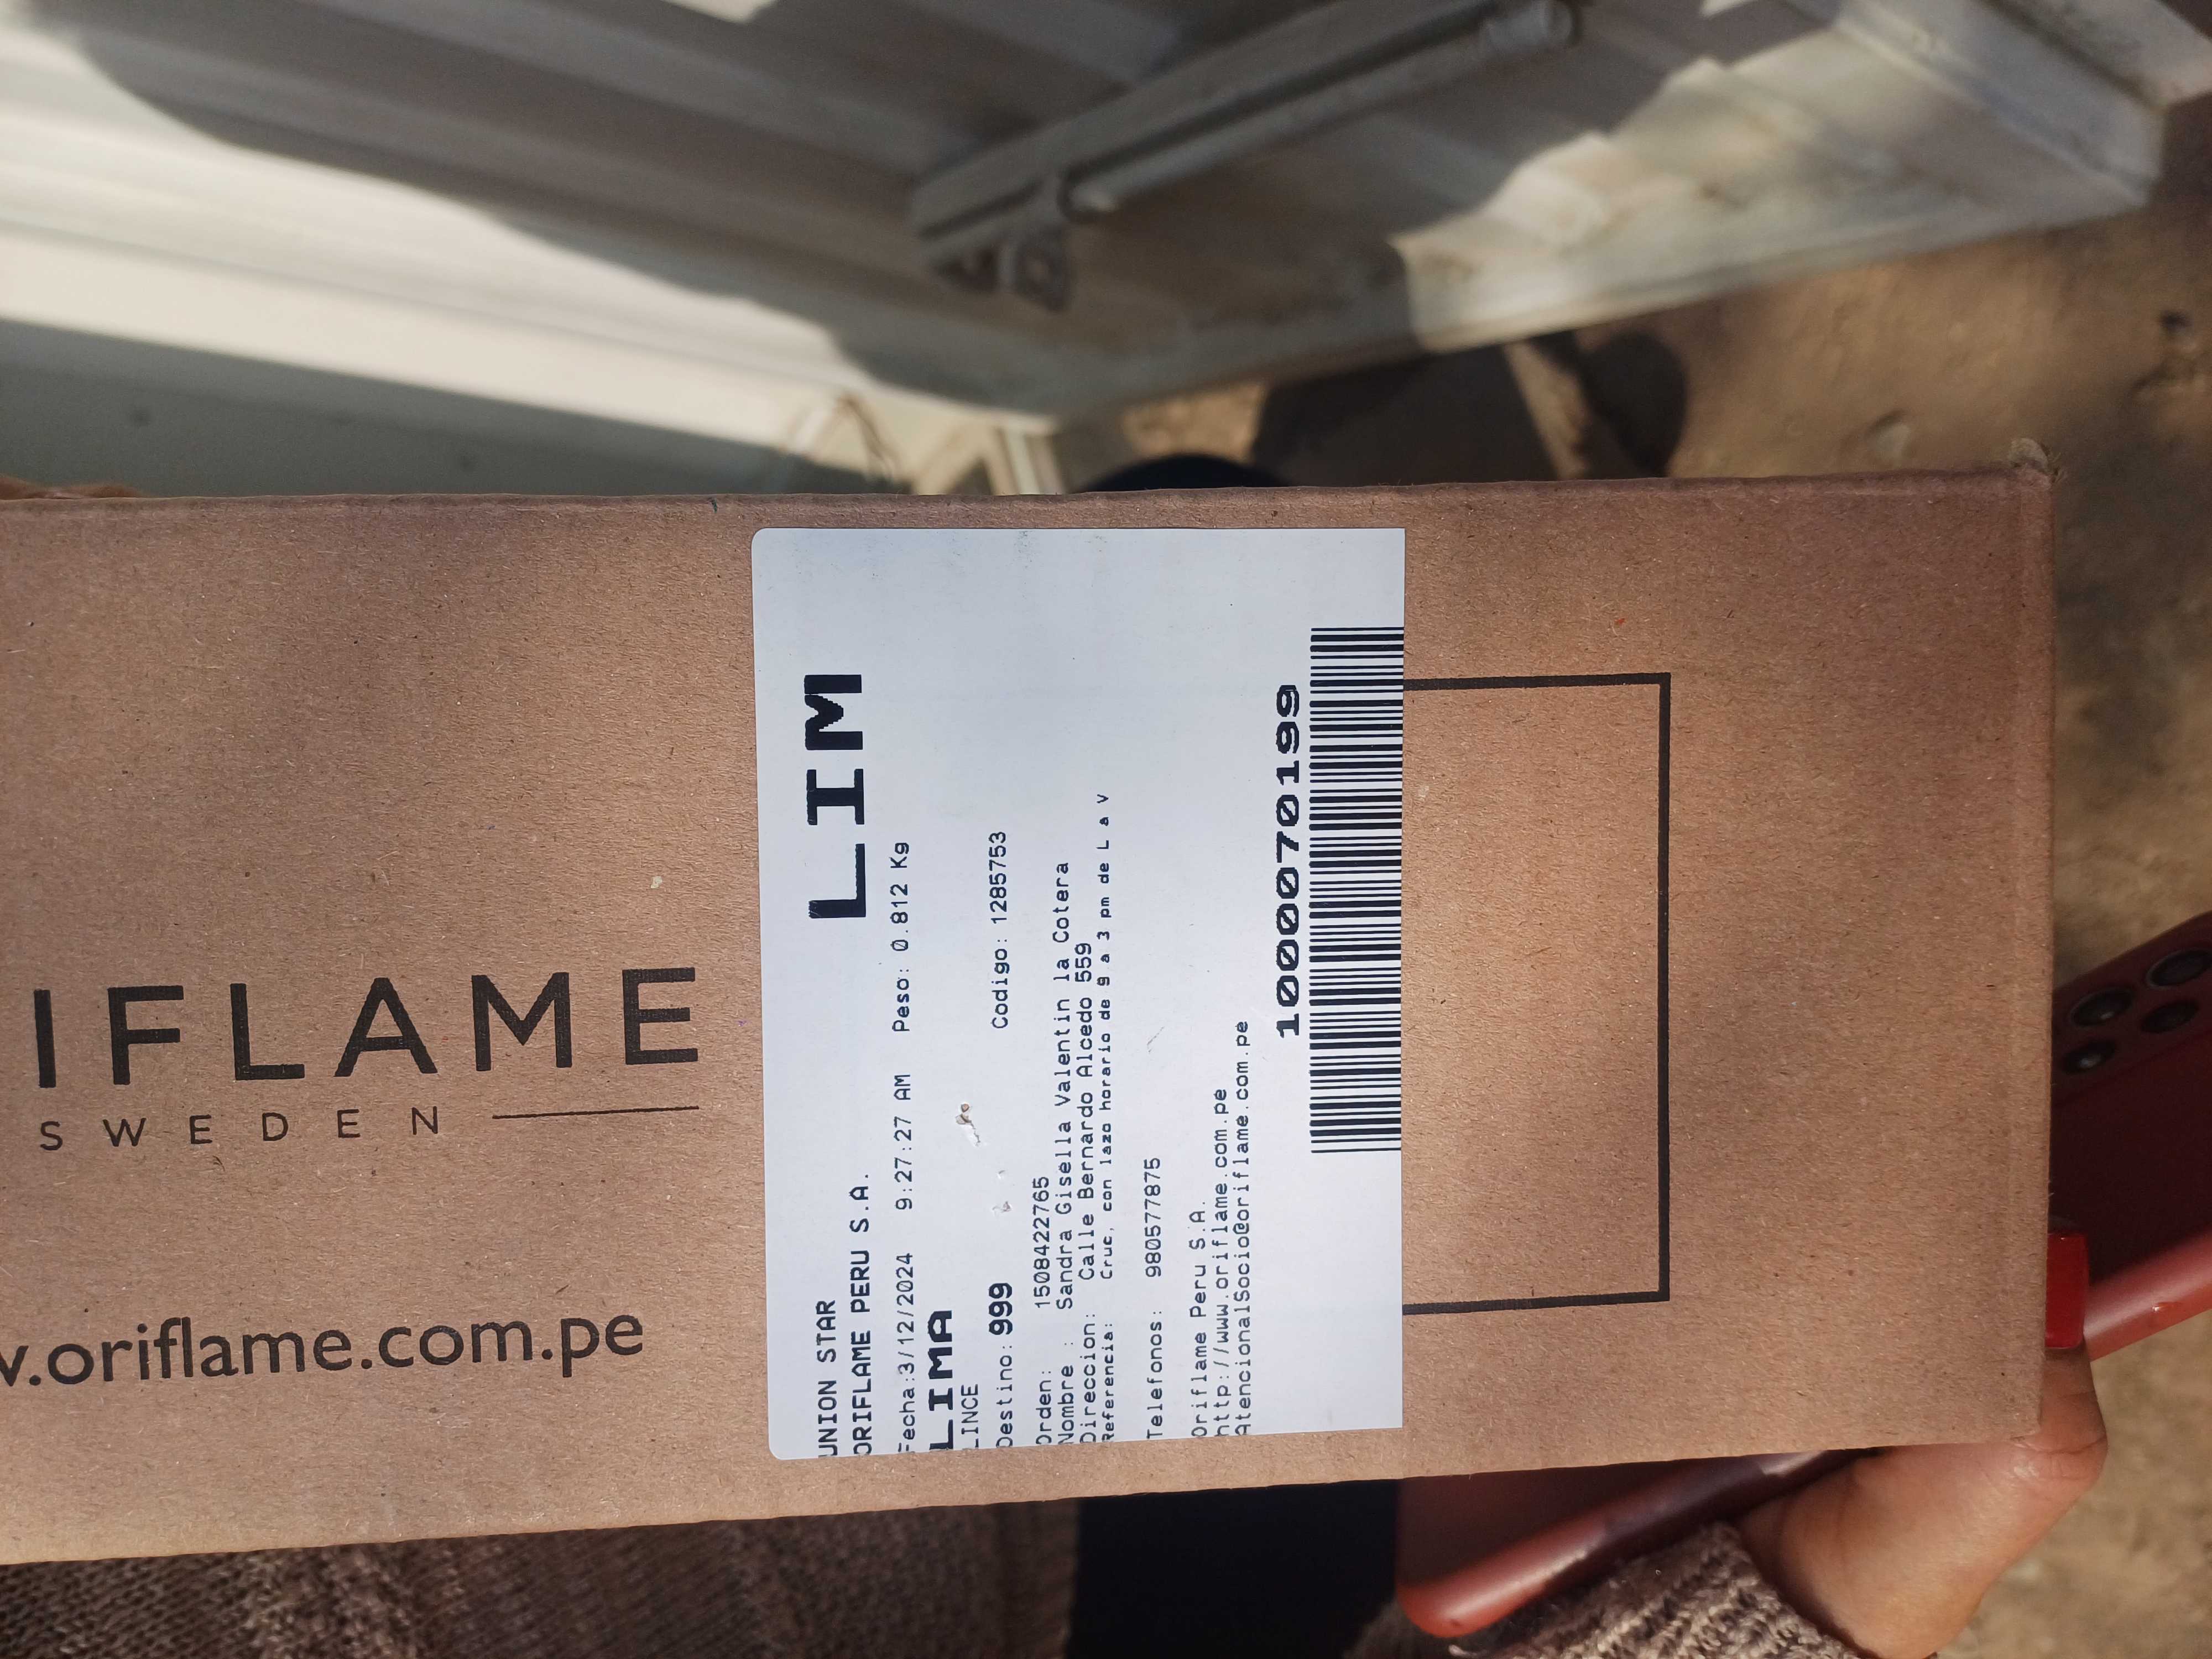 IFLAME
SWEDEN
v.oriflame.com.pe
LIM
UNION STAR
ORIFLAME PERU S.A.
Fecha:3/12/2024 9:27:27 AM Peso: 0.812 Kg
LIMA
LINCE
Destino: 999 Codigo: 1285753
Orden: 1508422765
Nombre : Sandra Gisella Valentin la Cotera
Direccion: Calle Bernardo Alcedo 559
Referencia: Cruc, con lazo horario de 9 a 3 pm de L a V
Telefonos: 980577875
Oriflame Peru S.A.
http://www.oriflame.com.pe
AtencionalSocio@oriflame.com.pe
1000070199